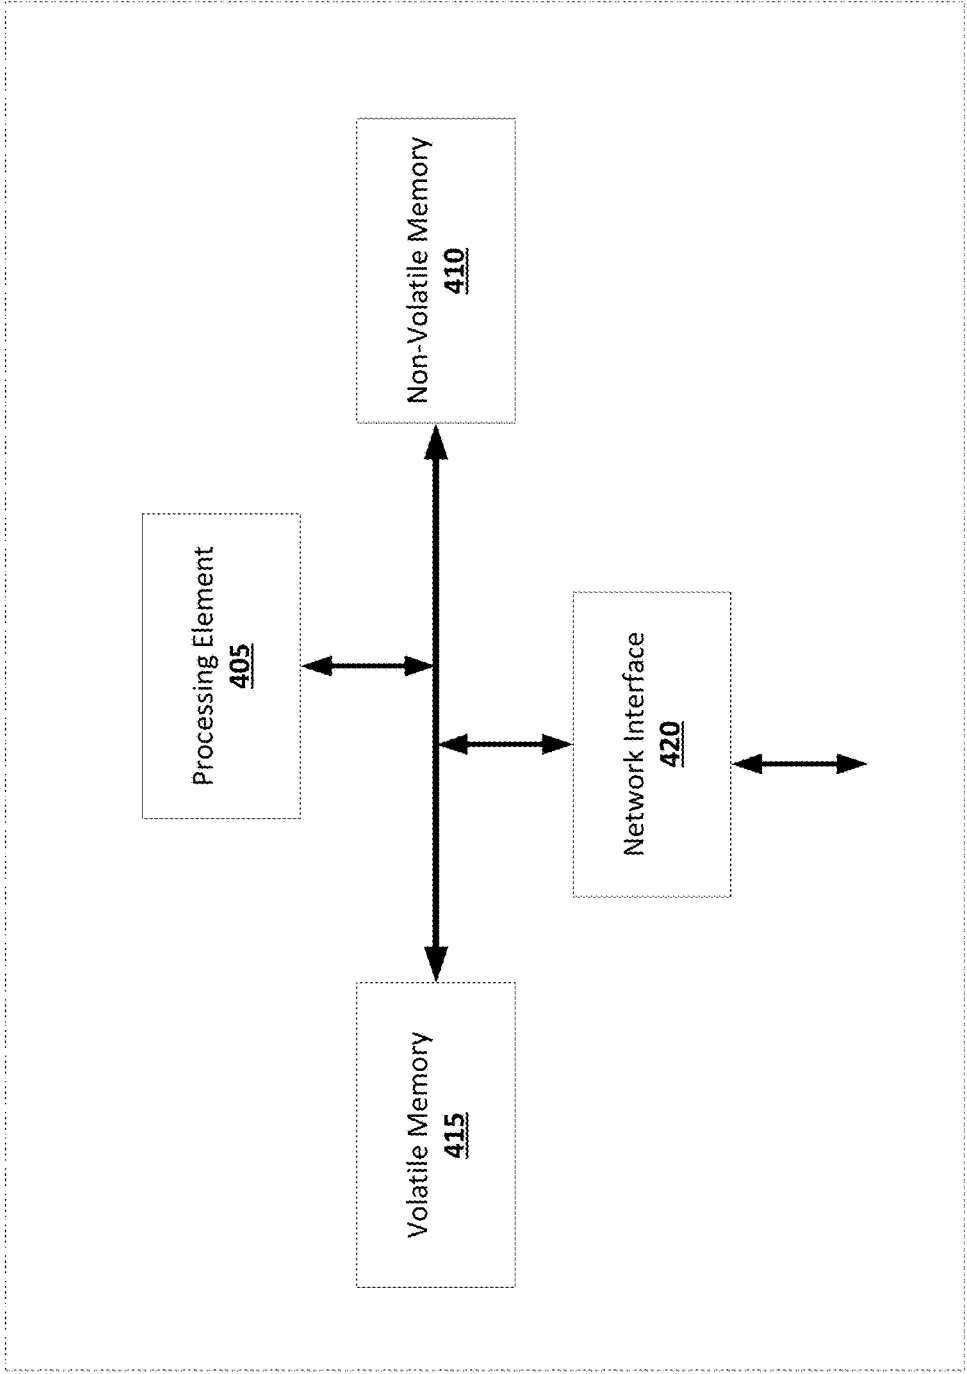 Processing Element
405
Volatile Memory
415
Non-Volatile Memory
410
Network Interface
420